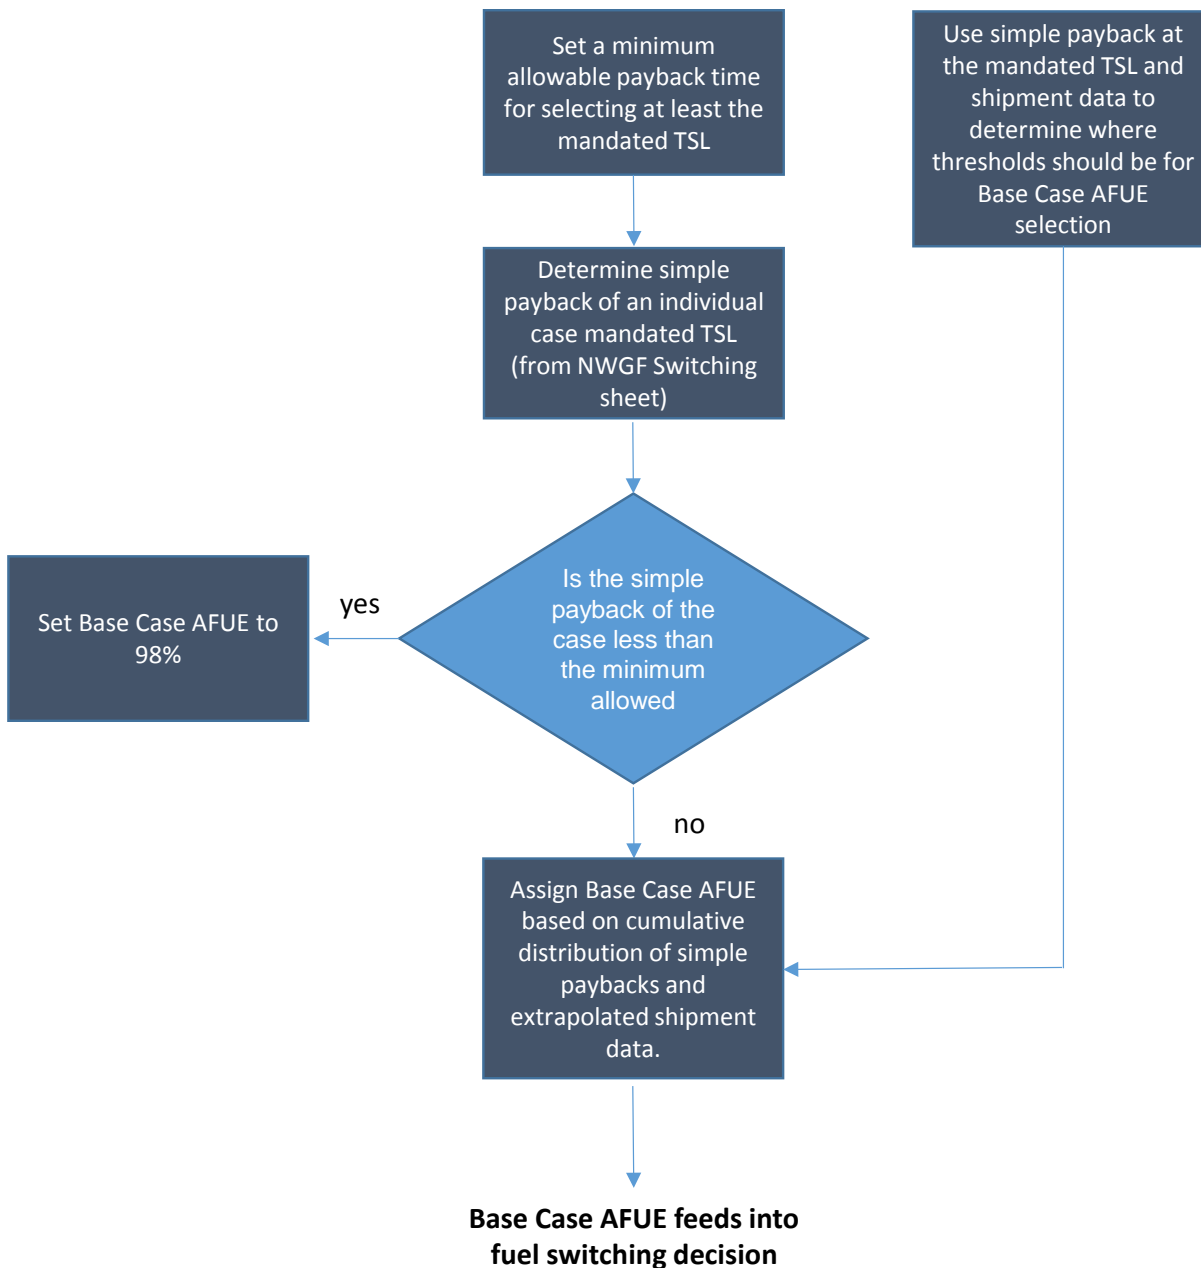 Set a minimum
allowable payback time
for selecting at least the
mandated TSL
Use simple payback at
the mandated TSL and
shipment data to
determine where
thresholds should be for
Base Case AFUE
selection
Determine simple
payback of an individual
case mandated TSL
(from NWGF Switching
sheet)
Is the simple
payback of the
case less than
the minimum
allowed
yes
Set Base Case AFUE to
98%
no
Assign Base Case AFUE
based on cumulative
distribution of simple
paybacks and
extrapolated shipment
data.
Base Case AFUE feeds into
fuel switching decision